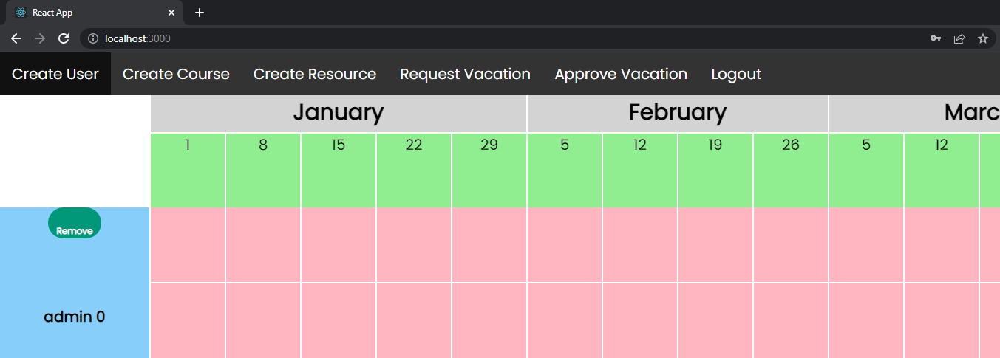 React App
localhost:3000
Create User Create Course Create Resource Request Vacation Approve Vacation Logout
January February Marc
1 8 15 22 29 5 12 19 26 5 12
Remove
admin 0